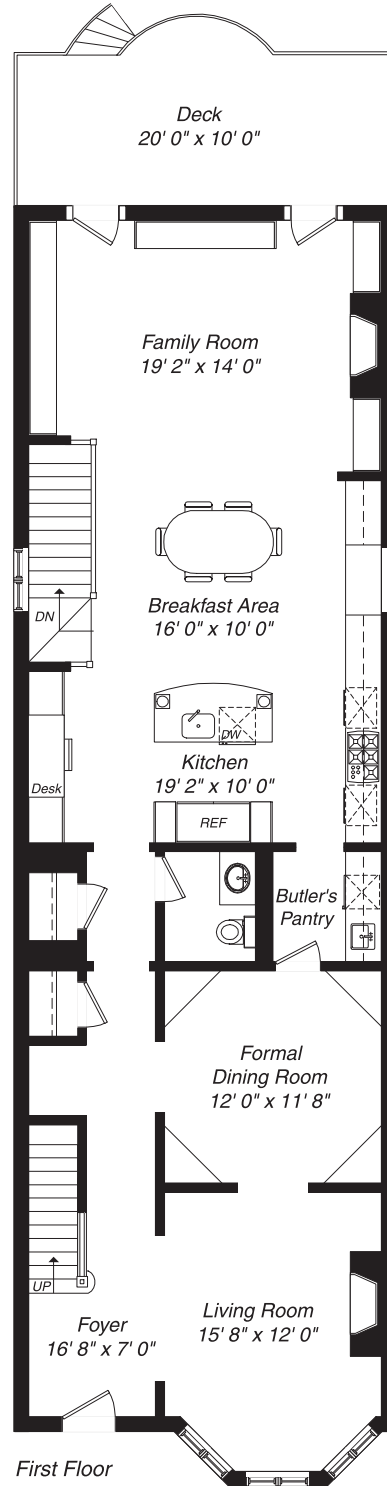 Deck
20' 0" x 10' 0"
Family Room
19' 2" x 14' 0"
DN
Breakfast Area
16' 0" x 10' 0"
DW
Kitchen
19' 2" x 10' 0"
Desk
REF
Butler's
Pantry
Formal
Dining Room
12' 0" x 11' 8"
UP
Living Room
15' 8" x 12' 0"
Foyer
16' 8" x 7' 0"
First Floor